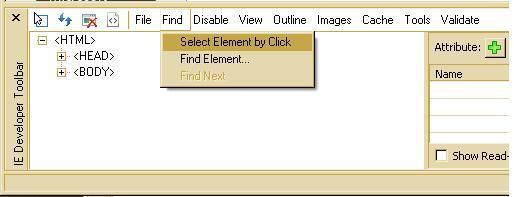 File Find Disable View Outline Images Cache Tools Validate
<HTML>
<HEAD>
<BODY>
Select Element by Click
Find Element...
Find Next
Attribute:
Name
Show Read-
IE Developer Toolbar